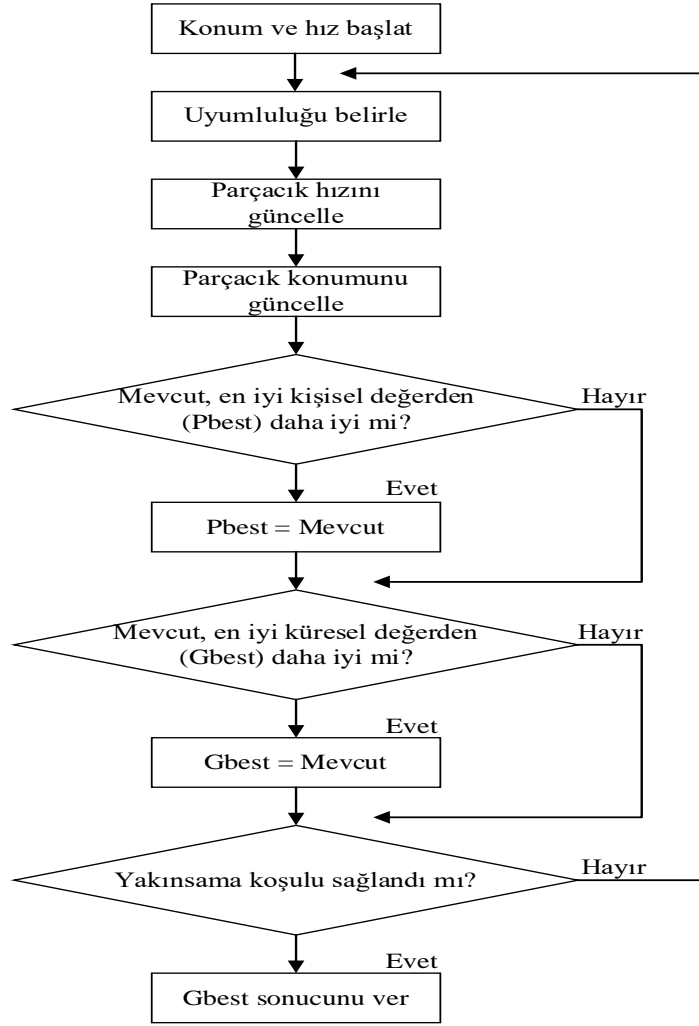 Konum ve hız başlat
Uyumluluğu belirle
Parçacık hızını
güncelle
Parçacık konumunu
güncelle
Mevcut, en iyi kişisel değerden
(Pbest) daha iyi mi?
Hayır
Evet
Pbest = Mevcut
Mevcut, en iyi küresel değerden
(Gbest) daha iyi mi?
Hayır
Evet
Gbest = Mevcut
Yakınsama koşulu sağlandı mı?
Hayır
Evet
Gbest sonucunu ver